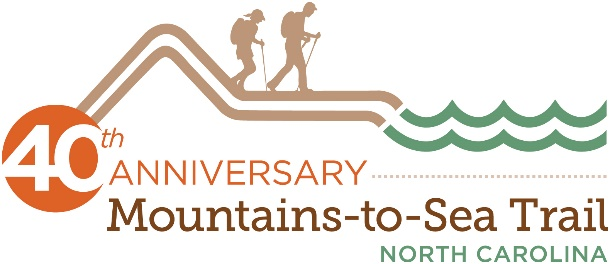 40th
ANNIVERSARY
Mountains-to-Sea Trail
NORTH CAROLINA